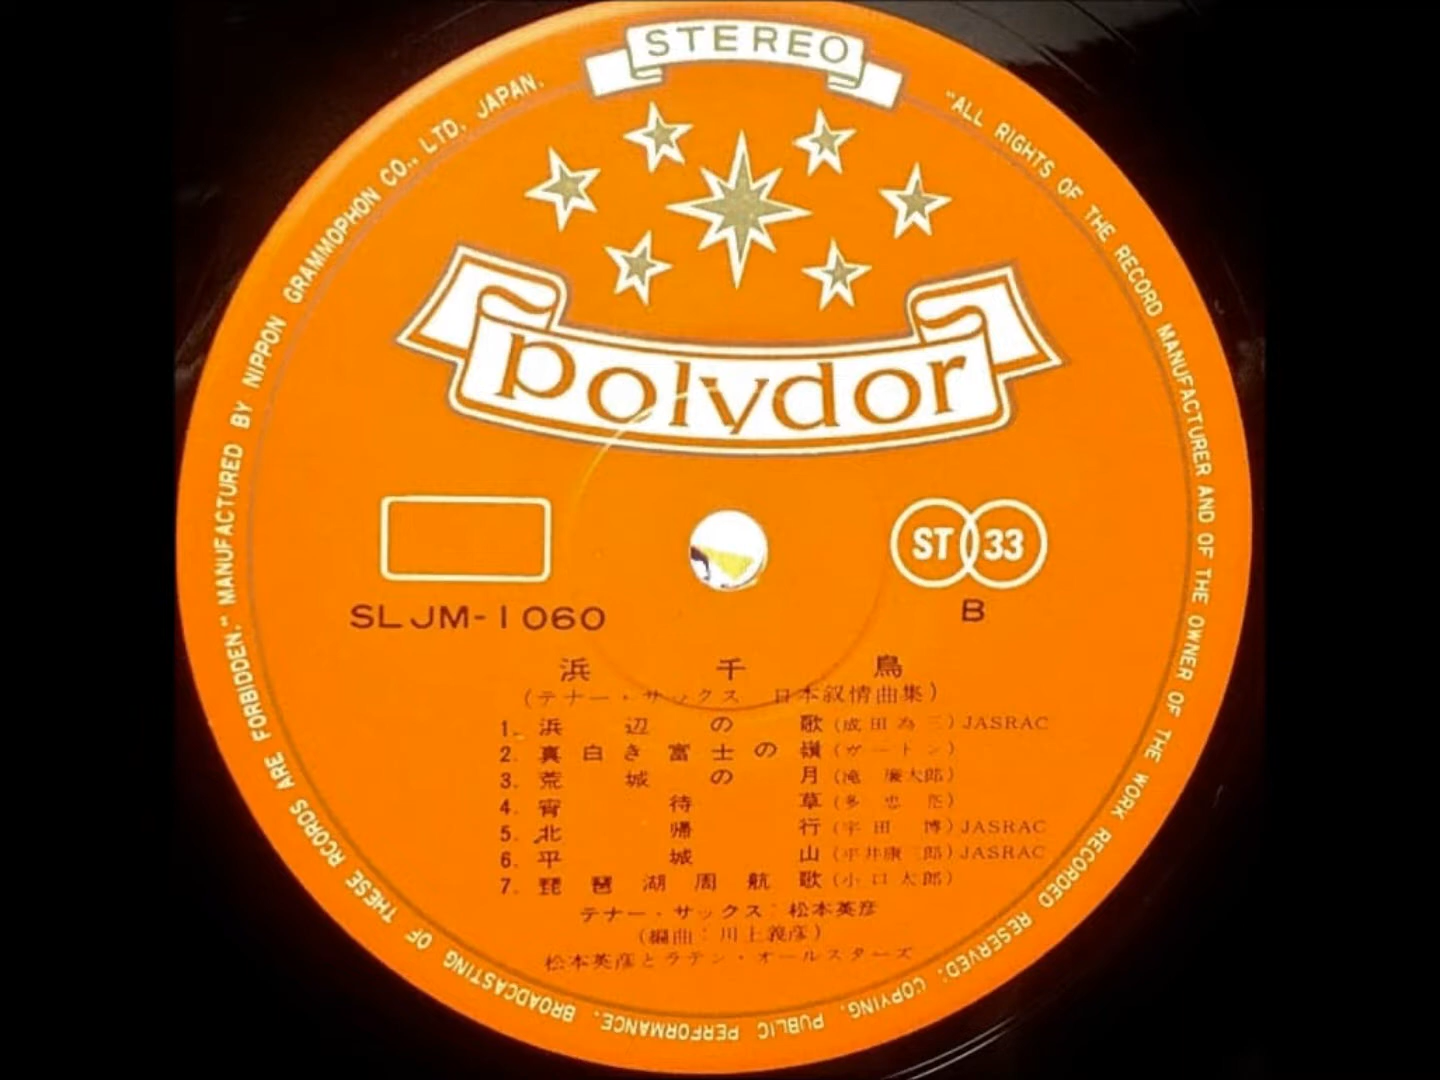 STEREO
polydor
ST 33
SLJM-1060
B
浜千鳥
(テナー・サックス 日本叙情曲集)
1. 浜辺の歌 (成田為三) JASRAC
2. 真白き富士の嶺 (ガードン)
3. 荒城の月 (滝廉太郎)
4. 宵待草 (多忠亮)
5. 北帰行 (宇田博) JASRAC
6. 平城山 (平井康三郎) JASRAC
7. 琵琶湖周航歌 (小口太郎)
テナー・サックス:松本英彦
(編曲:川上義彦)
松本英彦とラテン・オールスターズ
"ALL RIGHTS OF THE RECORD MANUFACTURER AND OF THE OWNER OF THE WORK RECORDED RESERVED: COPYING, PUBLIC PERFORMANCE, BROADCASTING OF THESE RCORDS ARE FORBIDDEN." MANUFACTURED BY NIPPON GRAMMOPHON CO., LTD, JAPAN.